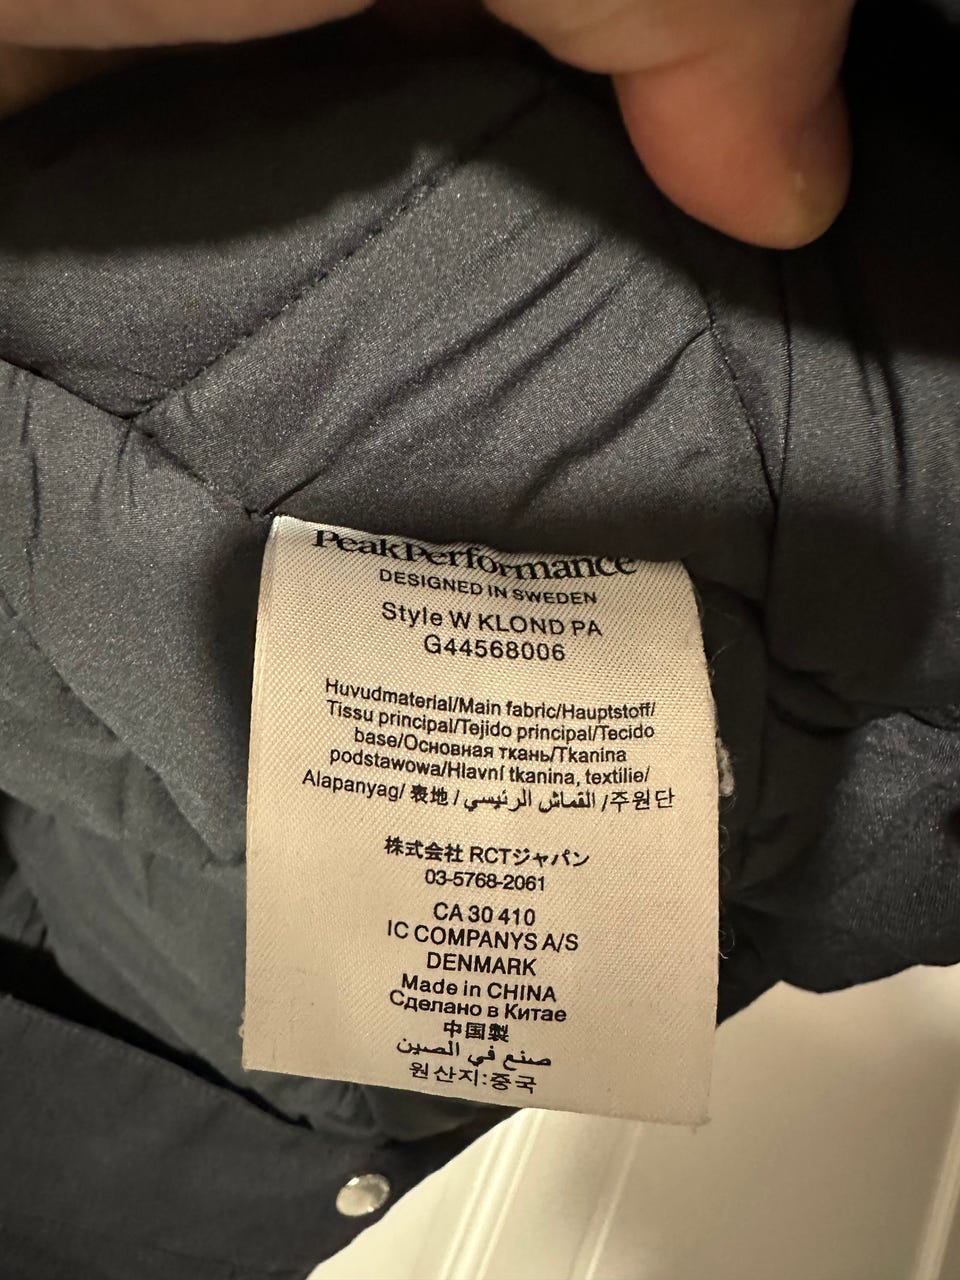 PeakPerformance
DESIGNED IN SWEDEN
Style W KLOND PA
G44568006
Huvudmaterial/Main fabric/Hauptstoff/
Tissu principal/Tejido principal/Tecido
base/Основная ткань/Tkanina
podstawowa/Hlavní tkanina, textilie/
Alapanyag/ 表地 / القماش الرئيسي /주원단
株式会社 RCTジャパン
03-5768-2061
CA 30 410
IC COMPANYS A/S
DENMARK
Made in CHINA
Сделано в Китае
中国製
صنع في الصين
원산지:중국